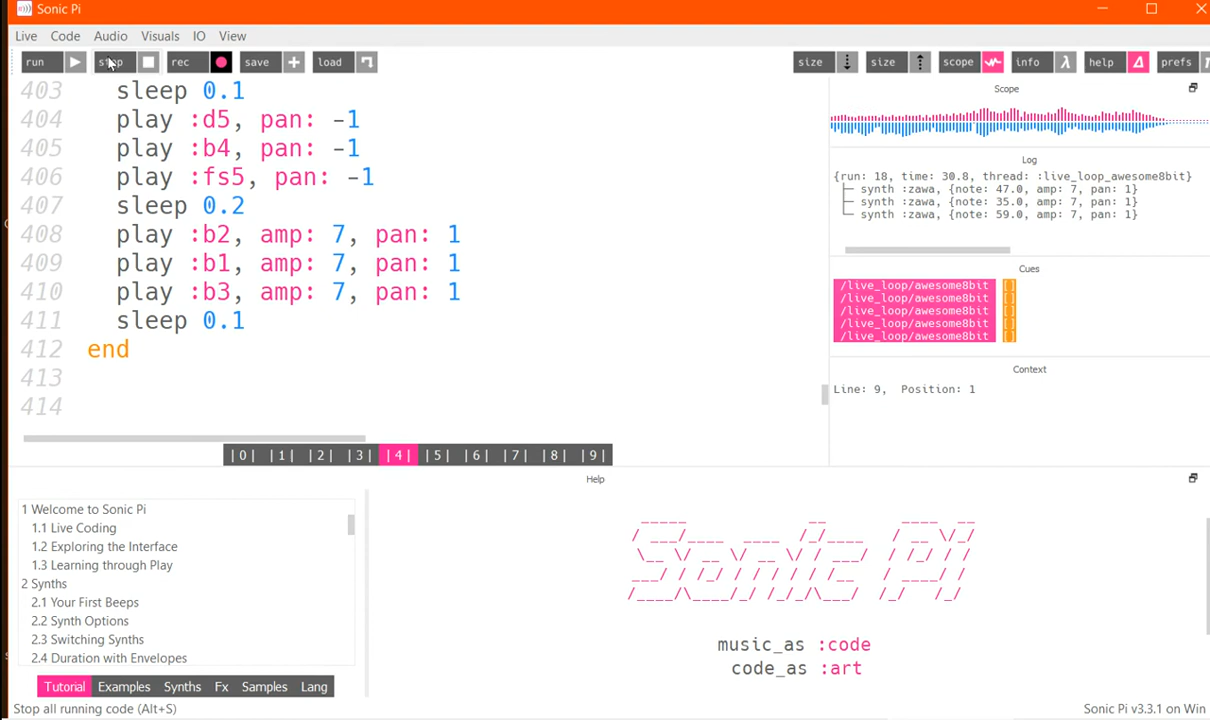 Sonic Pi
Live Code Audio Visuals IO View
run stop rec save load size size scope info help prefs
403 sleep 0.1
404 play :d5, pan: -1
405 play :b4, pan: -1
406 play :fs5, pan: -1
407 sleep 0.2
408 play :b2, amp: 7, pan: 1
409 play :b1, amp: 7, pan: 1
410 play :b3, amp: 7, pan: 1
411 sleep 0.1
412 end
413
414
|0| |1| |2| |3| |4| |5| |6| |7| |8| |9|
Scope
Log
{run: 18, time: 30.8, thread: :live_loop_awesome8bit}
synth :zawa, {note: 47.0, amp: 7, pan: 1}
synth :zawa, {note: 35.0, amp: 7, pan: 1}
synth :zawa, {note: 59.0, amp: 7, pan: 1}
Cues
/live_loop/awesome8bit []
/live_loop/awesome8bit []
/live_loop/awesome8bit []
/live_loop/awesome8bit []
/live_loop/awesome8bit []
Context
Line: 9, Position: 1
Help
1 Welcome to Sonic Pi
1.1 Live Coding
1.2 Exploring the Interface
1.3 Learning through Play
2 Synths
2.1 Your First Beeps
2.2 Synth Options
2.3 Switching Synths
2.4 Duration with Envelopes
Tutorial Examples Synths Fx Samples Lang
Sonic Pi
music_as :code
code_as :art
Stop all running code (Alt+S)
Sonic Pi v3.3.1 on Win